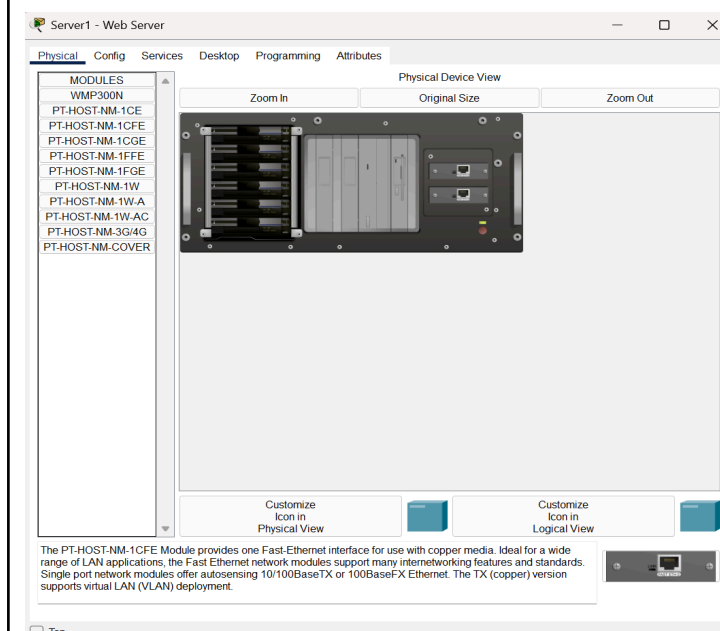 Server1 - Web Server
Physical Config Services Desktop Programming Attributes
MODULES
WMP300N
PT-HOST-NM-1CE
PT-HOST-NM-1CFE
PT-HOST-NM-1CGE
PT-HOST-NM-1FFE
PT-HOST-NM-1FGE
PT-HOST-NM-1W
PT-HOST-NM-1W-A
PT-HOST-NM-1W-AC
PT-HOST-NM-3G/4G
PT-HOST-NM-COVER
Physical Device View
Zoom In Original Size Zoom Out
Customize
Icon in
Physical View
Customize
Icon in
Logical View
The PT-HOST-NM-1CFE Module provides one Fast-Ethernet interface for use with copper media. Ideal for a wide
range of LAN applications, the Fast Ethernet network modules support many internetworking features and standards.
Single port network modules offer autosensing 10/100BaseTX or 100BaseFX Ethernet. The TX (copper) version
supports virtual LAN (VLAN) deployment.